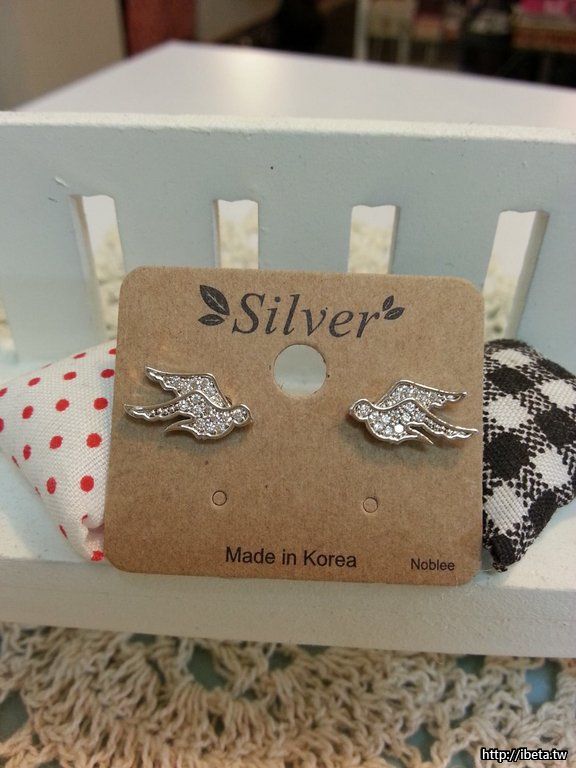 Silver
Made in Korea
Noblee
http://ibeta.tw